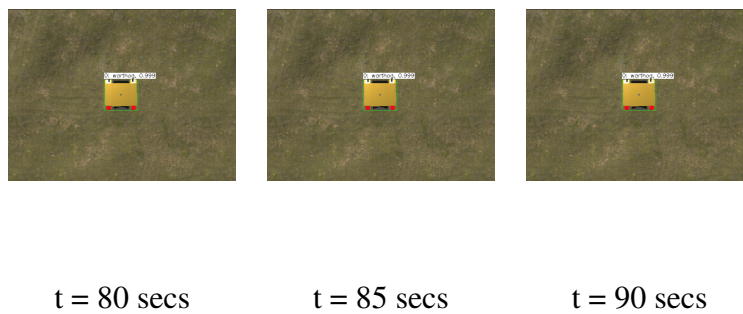 0: warthog, 0.999
0: warthog, 0.999
0: warthog, 0.999
t = 80 secs
t = 85 secs
t = 90 secs